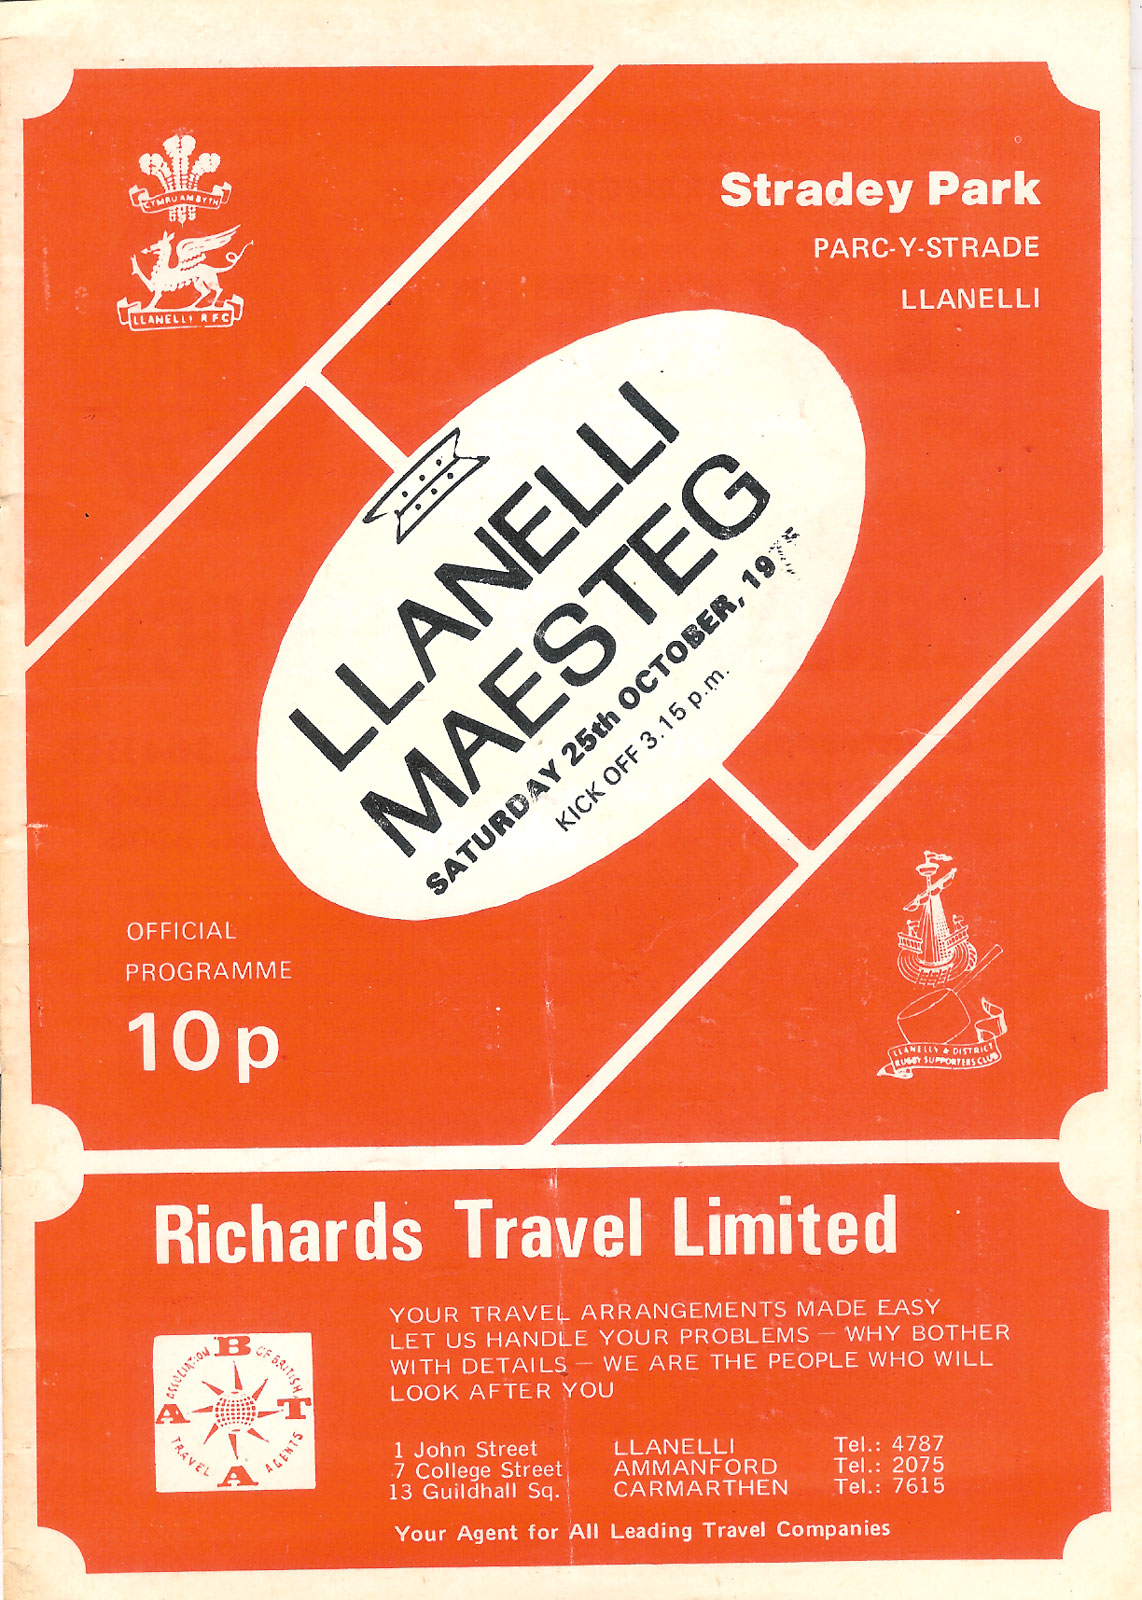 CYMRU AM BYTH
LLANELLI RFC
Stradey Park
PARC-Y-STRADE
LLANELLI
LLANELLI
MAESTEG
SATURDAY 25th OCTOBER, 19
KICK OFF 3.15 p.m.
OFFICIAL
PROGRAMME
10p
LLANELLY & DISTRICT
RUGBY SUPPORTERS CLUB
Richards Travel Limited
YOUR TRAVEL ARRANGEMENTS MADE EASY
LET US HANDLE YOUR PROBLEMS — WHY BOTHER
WITH DETAILS — WE ARE THE PEOPLE WHO WILL
LOOK AFTER YOU
ABTA
ASSOCIATION OF BRITISH
TRAVEL AGENTS
1 John Street LLANELLI Tel.: 4787
7 College Street AMMANFORD Tel.: 2075
13 Guildhall Sq. CARMARTHEN Tel.: 7615
Your Agent for All Leading Travel Companies